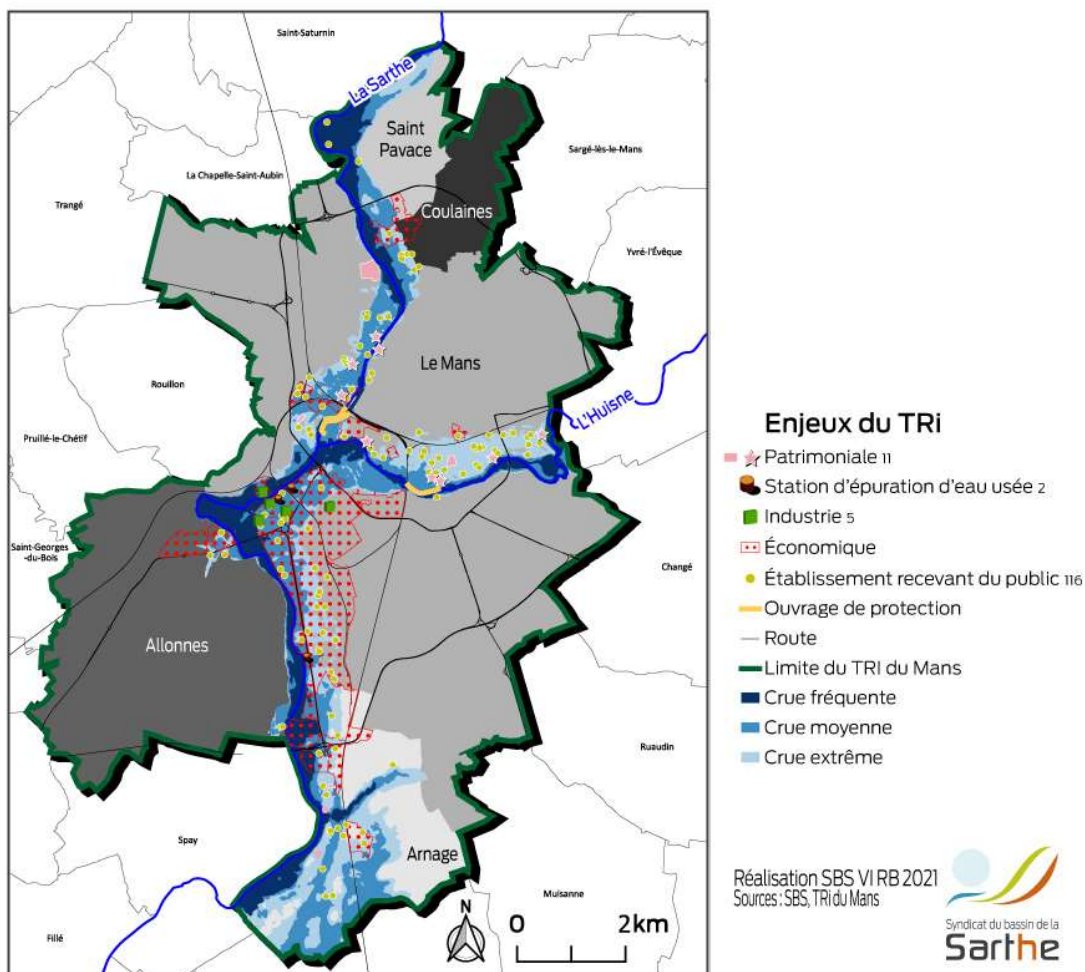 Saint-Saturnin
La Sarthe
Saint
Pavace
Sargé-lès-le-Mans
La Chapelle-Saint-Aubin
Coulaines
Trangé
Yvré-l'Évêque
Le Mans
Rouillon
L'Huisne
Pruillé-le-Chétif
Saint-Georges
-du-Bois
Changé
Allonnes
Ruaudin
Spay
Arnage
Mulsanne
Fillé
N
0 2km
Enjeux du TRi
Patrimoniale 11
Station d'épuration d'eau usée 2
Industrie 5
Économique
Établissement recevant du public 116
Ouvrage de protection
Route
Limite du TRI du Mans
Crue fréquente
Crue moyenne
Crue extrême
Réalisation SBS VI RB 2021
Sources : SBS, TRi du Mans
Syndicat du bassin de la
Sarthe